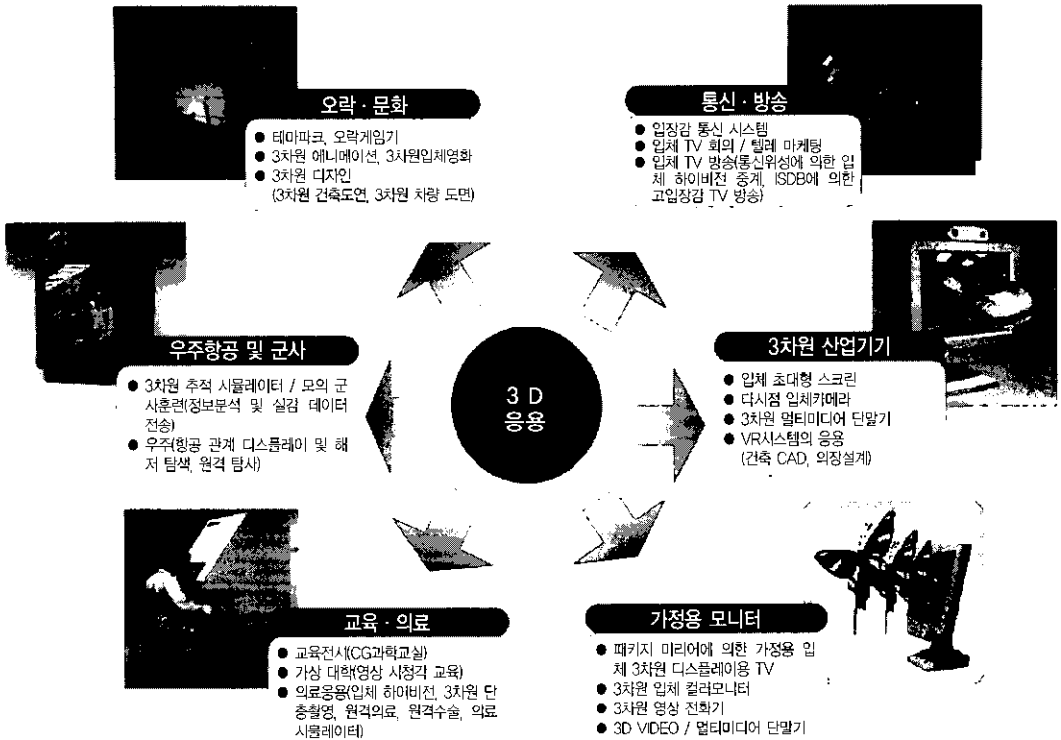 오락 · 문화
● 테마파크, 오락게임기
● 3차원 애니메이션, 3차원입체영화
● 3차원 디자인
(3차원 건축도면, 3차원 차량 도면)
통신 · 방송
● 입장감 통신 시스템
● 입체 TV 회의 / 텔레 마케팅
● 입체 TV 방송(통신위성에 의한 입
체 하이비전 중계, ISDB에 의한
고입장감 TV 방송)
우주항공 및 군사
● 3차원 추적 시뮬레이터 / 모의 군
사훈련(정보분석 및 실감 데이터
전송)
● 우주(항공 관계 디스플레이 및 해
저 탐색, 원격 탐사)
3 D
응용
3차원 산업기기
● 입체 초대형 스크린
● 다시점 입체카메라
● 3차원 멀티미디어 단말기
● VR시스템의 응용
(건축 CAD, 의장설계)
교육 · 의료
● 교육전시(CG과학교실)
● 가상 대학(영상 시청각 교육)
● 의료응용(입체 하이비전, 3차원 단
층촬영, 원격의료, 원격수술, 의료
시뮬레이터)
가정용 모니터
● 패키지 미리어에 의한 가정용 입
체 3차원 디스플레이용 TV
● 3차원 입체 컬러모니터
● 3차원 영상 전화기
● 3D VIDEO / 멀티미디어 단말기